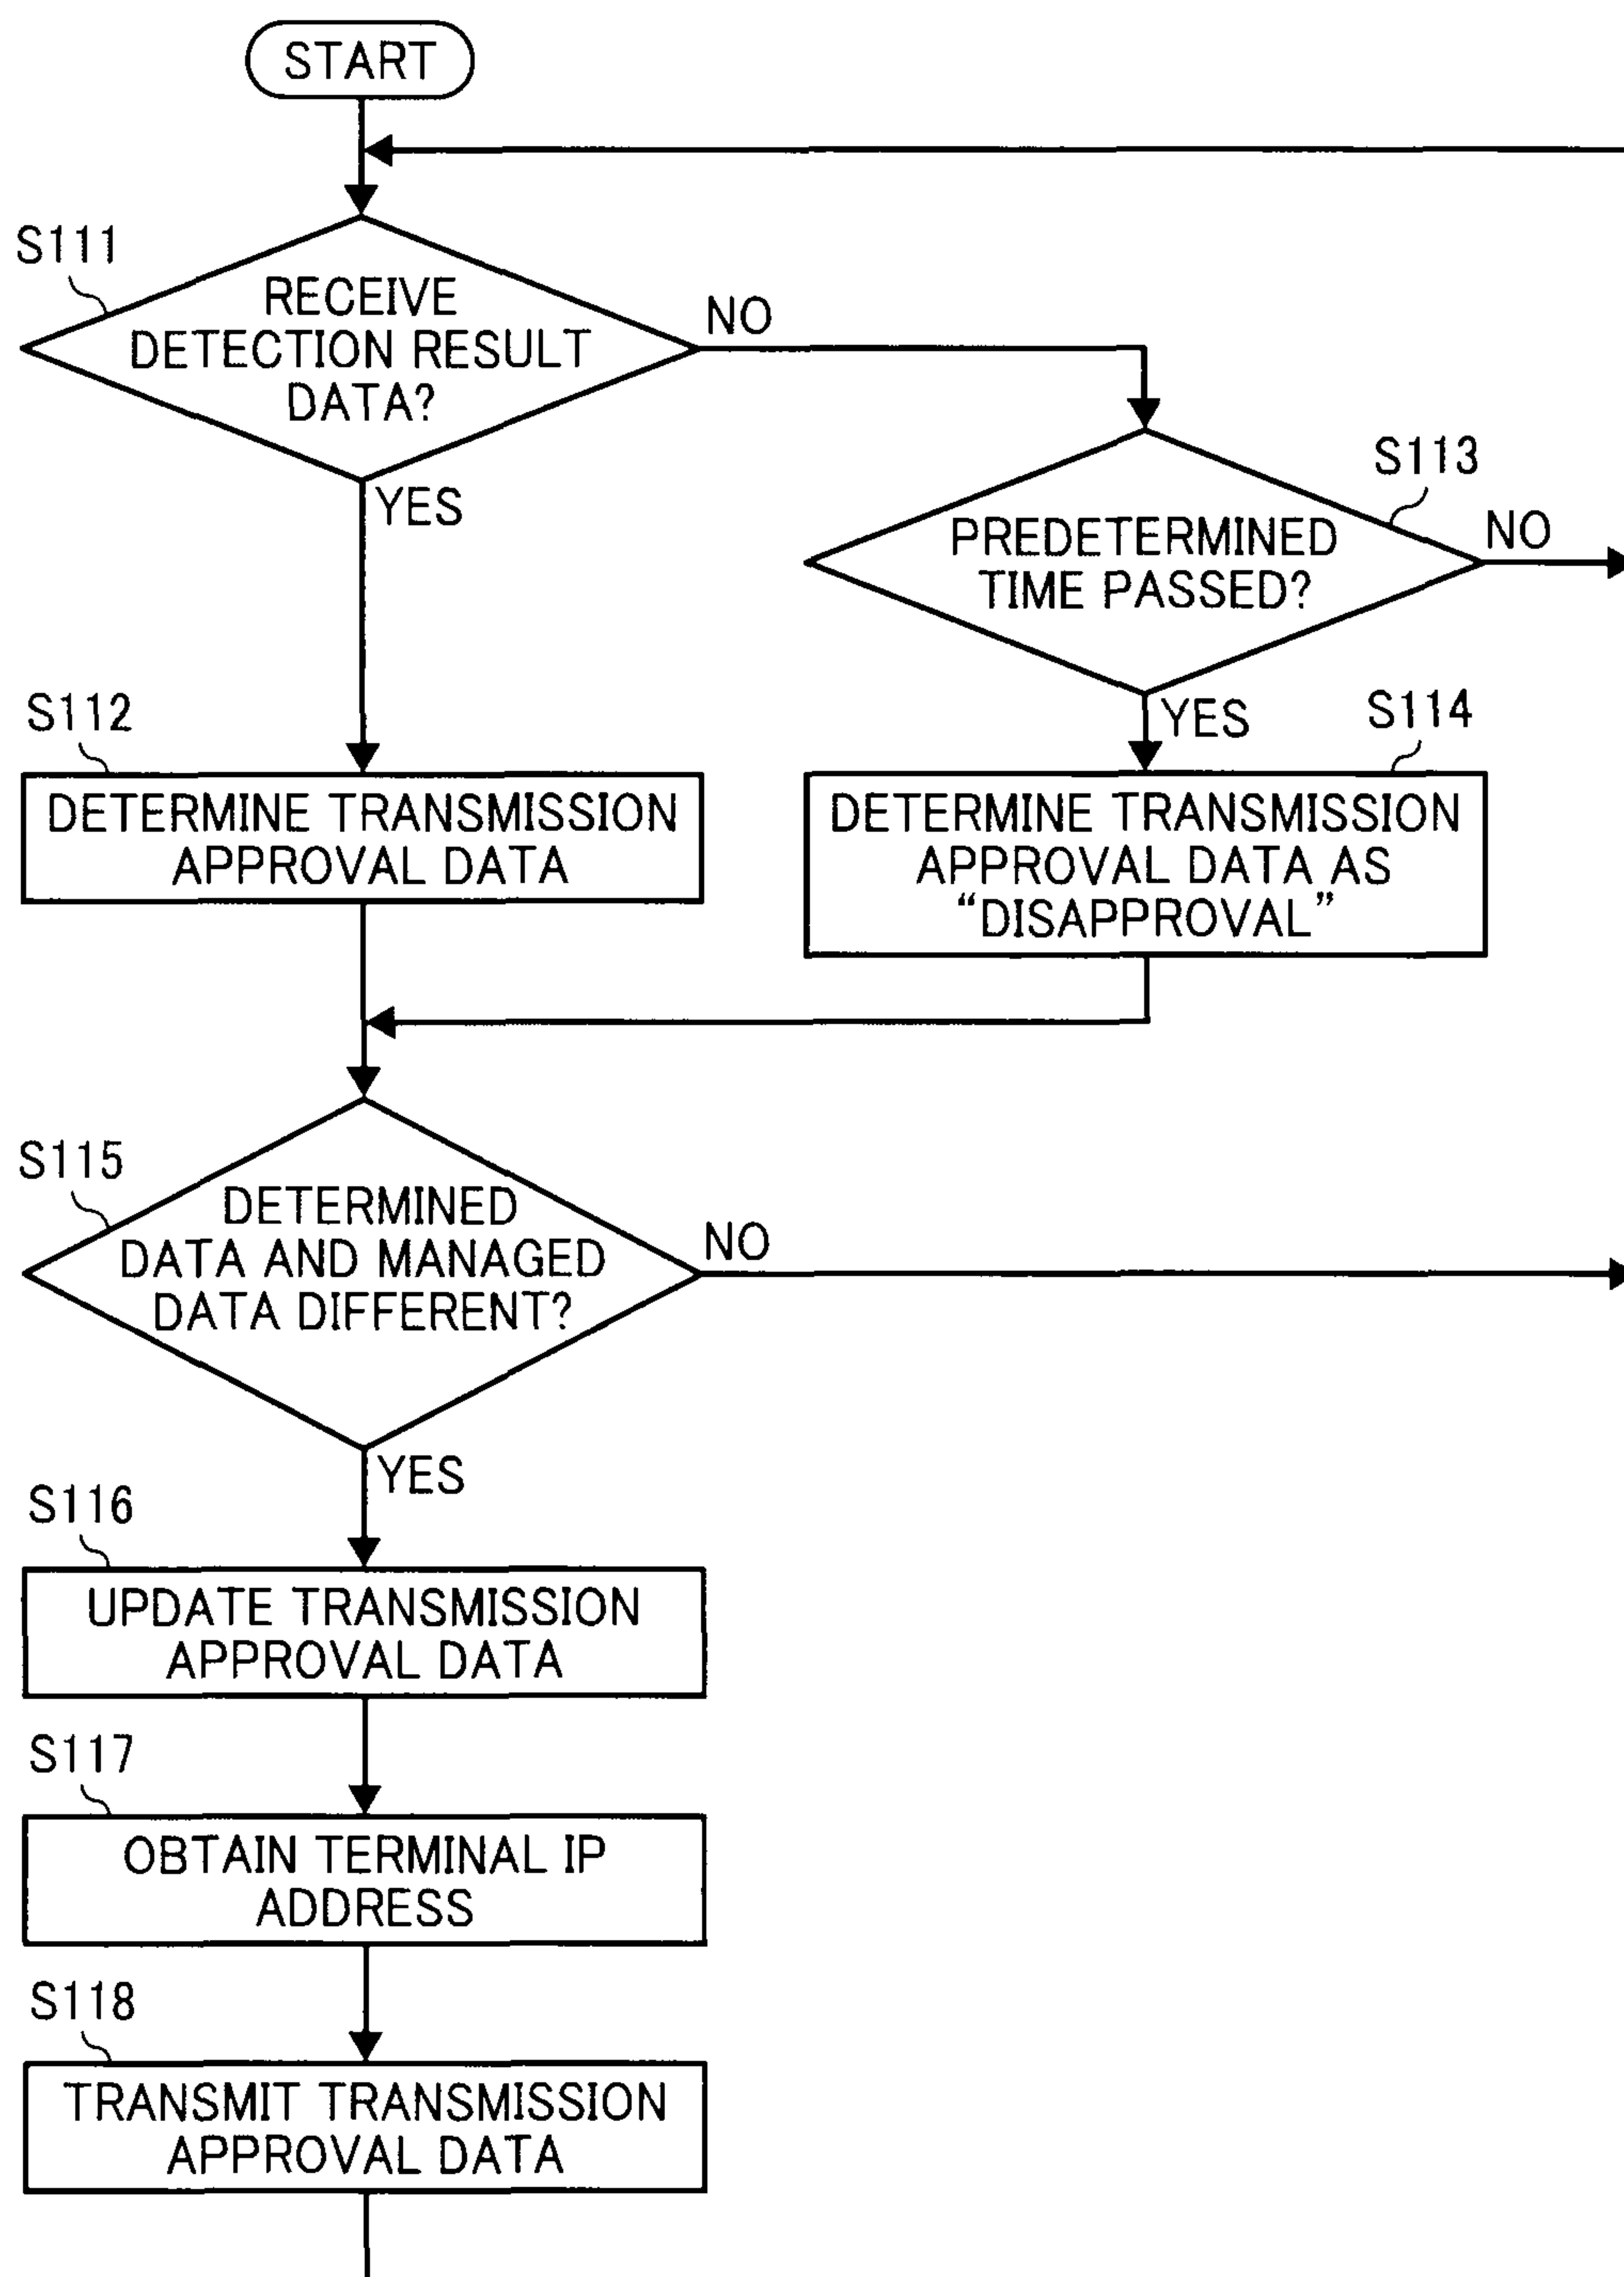 START
S111
RECEIVE
DETECTION RESULT
DATA?
NO
YES
S113
PREDETERMINED
TIME PASSED?
NO
YES
S112
DETERMINE TRANSMISSION
APPROVAL DATA
S114
DETERMINE TRANSMISSION
APPROVAL DATA AS
“DISAPPROVAL”
S115
DETERMINED
DATA AND MANAGED
DATA DIFFERENT?
NO
YES
S116
UPDATE TRANSMISSION
APPROVAL DATA
S117
OBTAIN TERMINAL IP
ADDRESS
S118
TRANSMIT TRANSMISSION
APPROVAL DATA